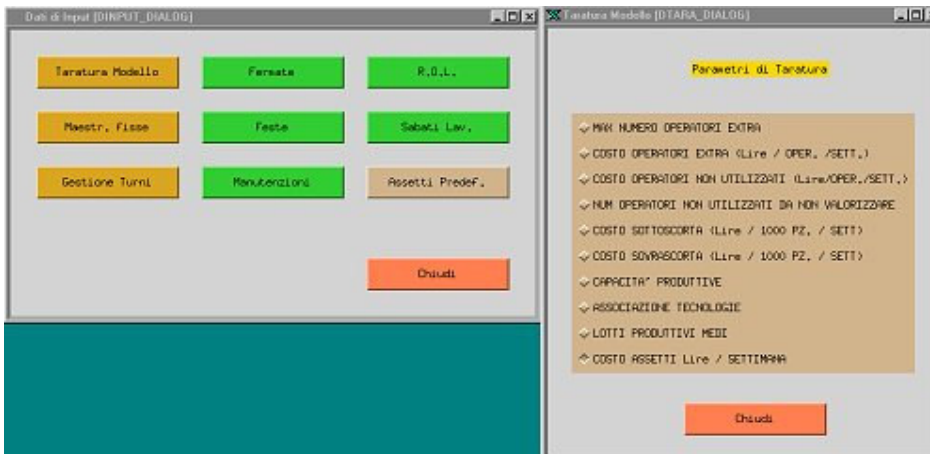 Dati di Input [DINPUT_DIALOG]
Taratura Modello
Fermate
R.O.L.
Maestr. Fisse
Feste
Sabati Lav.
Gestione Turni
Manutenzioni
Assetti Predef.
Chiudi
Taratura Modello [DTARA_DIALOG]
Parametri di Taratura
MAX NUMERO OPERATORI EXTRA
COSTO OPERATORI EXTRA (Lire / OPER. /SETT.)
COSTO OPERATORI NON UTILIZZATI (Lire/OPER./SETT.)
NUM OPERATORI NON UTILIZZATI DA NON VALORIZZARE
COSTO SOTTOSCORTA (Lire / 1000 PZ. / SETT)
COSTO SOVRASCORTA (Lire / 1000 PZ. / SETT)
CAPACITA' PRODUTTIVE
ASSOCIAZIONE TECNOLOGIE
LOTTI PRODUTTIVI MEDI
COSTO ASSETTI Lire / SETTIMANA
Chiudi